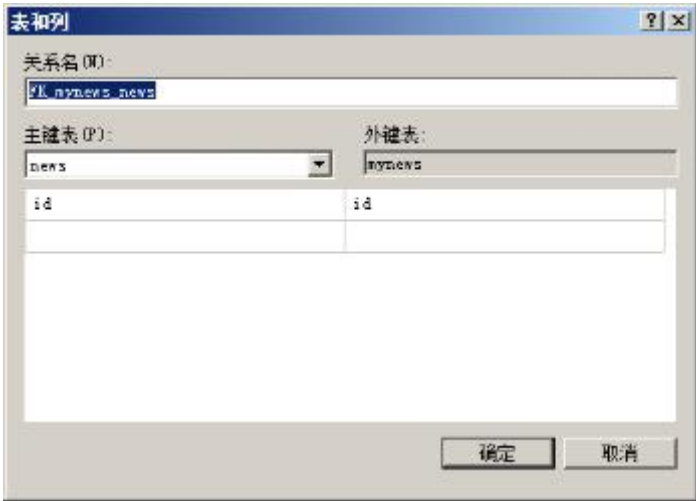 表和列
关系名(N):
FK_mynews_news
主键表(P): 外键表:
news mynews
id id
确定 取消